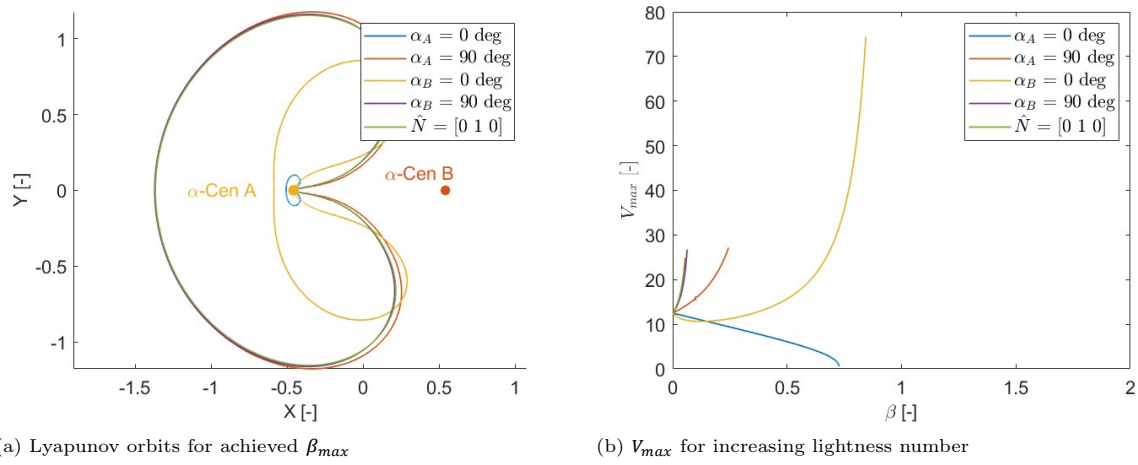 1
0.5
0
-0.5
-1
Y [-]
-1.5 -1 -0.5 0 0.5 1
X [-]
α_A = 0 deg
α_A = 90 deg
α_B = 0 deg
α_B = 90 deg
N̂ = [0 1 0]
α-Cen A
α-Cen B
80
70
60
50
40
30
20
10
0
V_max [-]
0 0.5 1 1.5 2
β [-]
α_A = 0 deg
α_A = 90 deg
α_B = 0 deg
α_B = 90 deg
N̂ = [0 1 0]
a) Lyapunov orbits for achieved β_max
(b) V_max for increasing lightness number